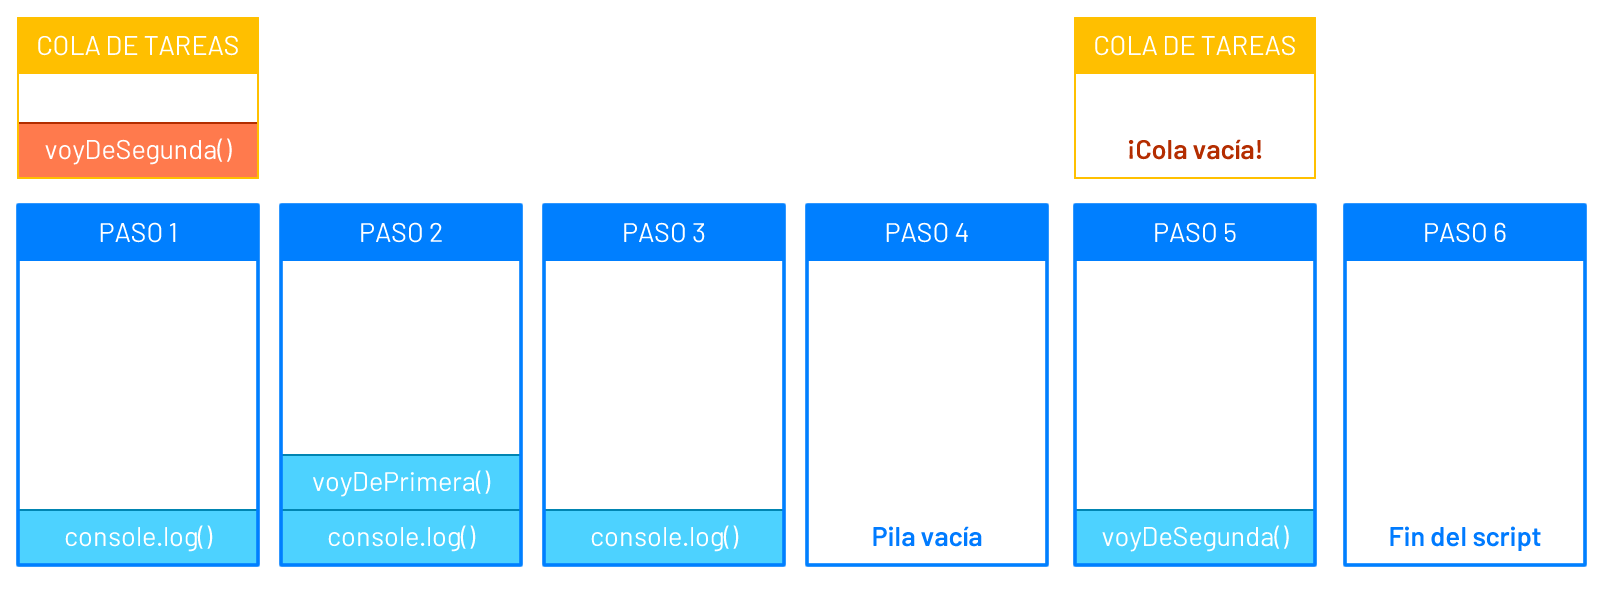 COLA DE TAREAS
voyDeSegunda()
COLA DE TAREAS
¡Cola vacía!
PASO 1
console.log()
PASO 2
voyDePrimera()
console.log()
PASO 3
console.log()
PASO 4
Pila vacía
PASO 5
voyDeSegunda()
PASO 6
Fin del script